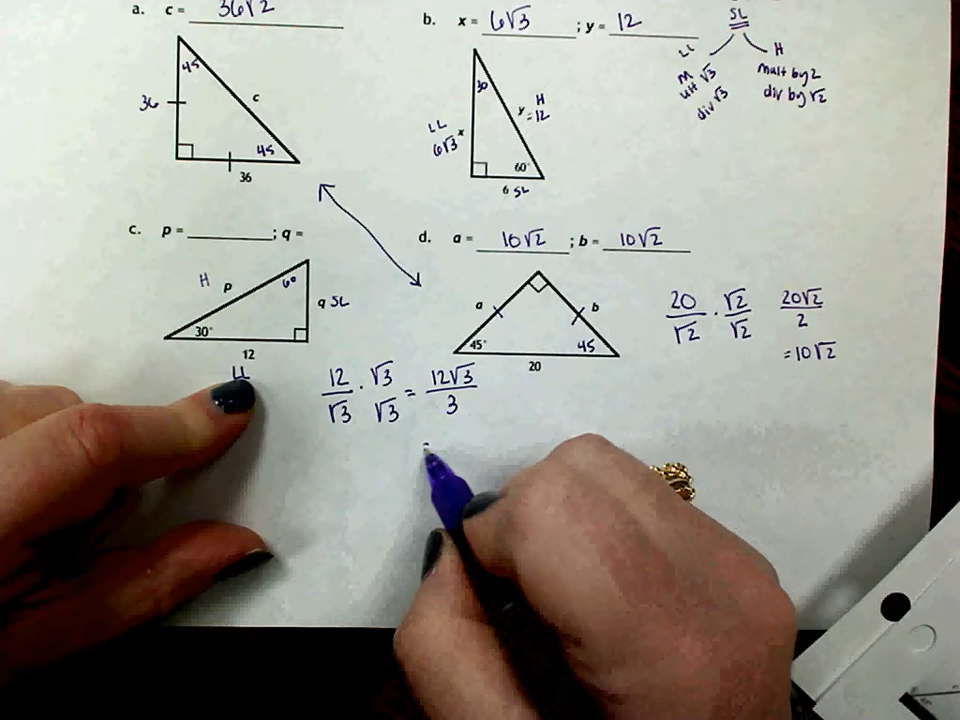 a. c = 36√2
b. x = 6√3 ; y = 12
SL
LL
H
Mult √3
div √3
mult by 2
div by √2
45
36
c
45
36
30
LL
6√3
x
y
H
= 12
60°
6 SL
c. p = ; q =
d. a = 10√2 ; b = 10√2
H
p
60
q SL
30°
12
LL
a
b
45°
45
20
20/√2 · √2/√2
20√2/2
= 10√2
12/√3 · √3/√3 = 12√3/3